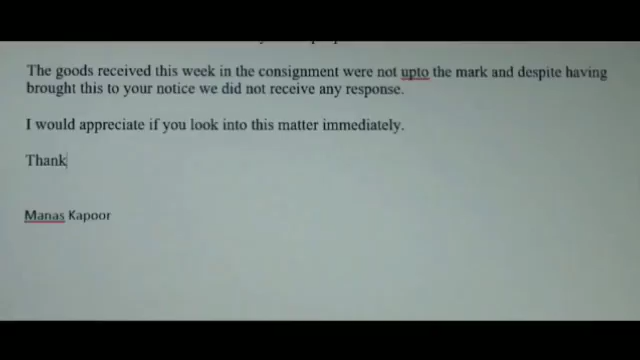 The goods received this week in the consignment were not upto the mark and despite having
brought this to your notice we did not receive any response.
I would appreciate if you look into this matter immediately.
Thank
Manas Kapoor